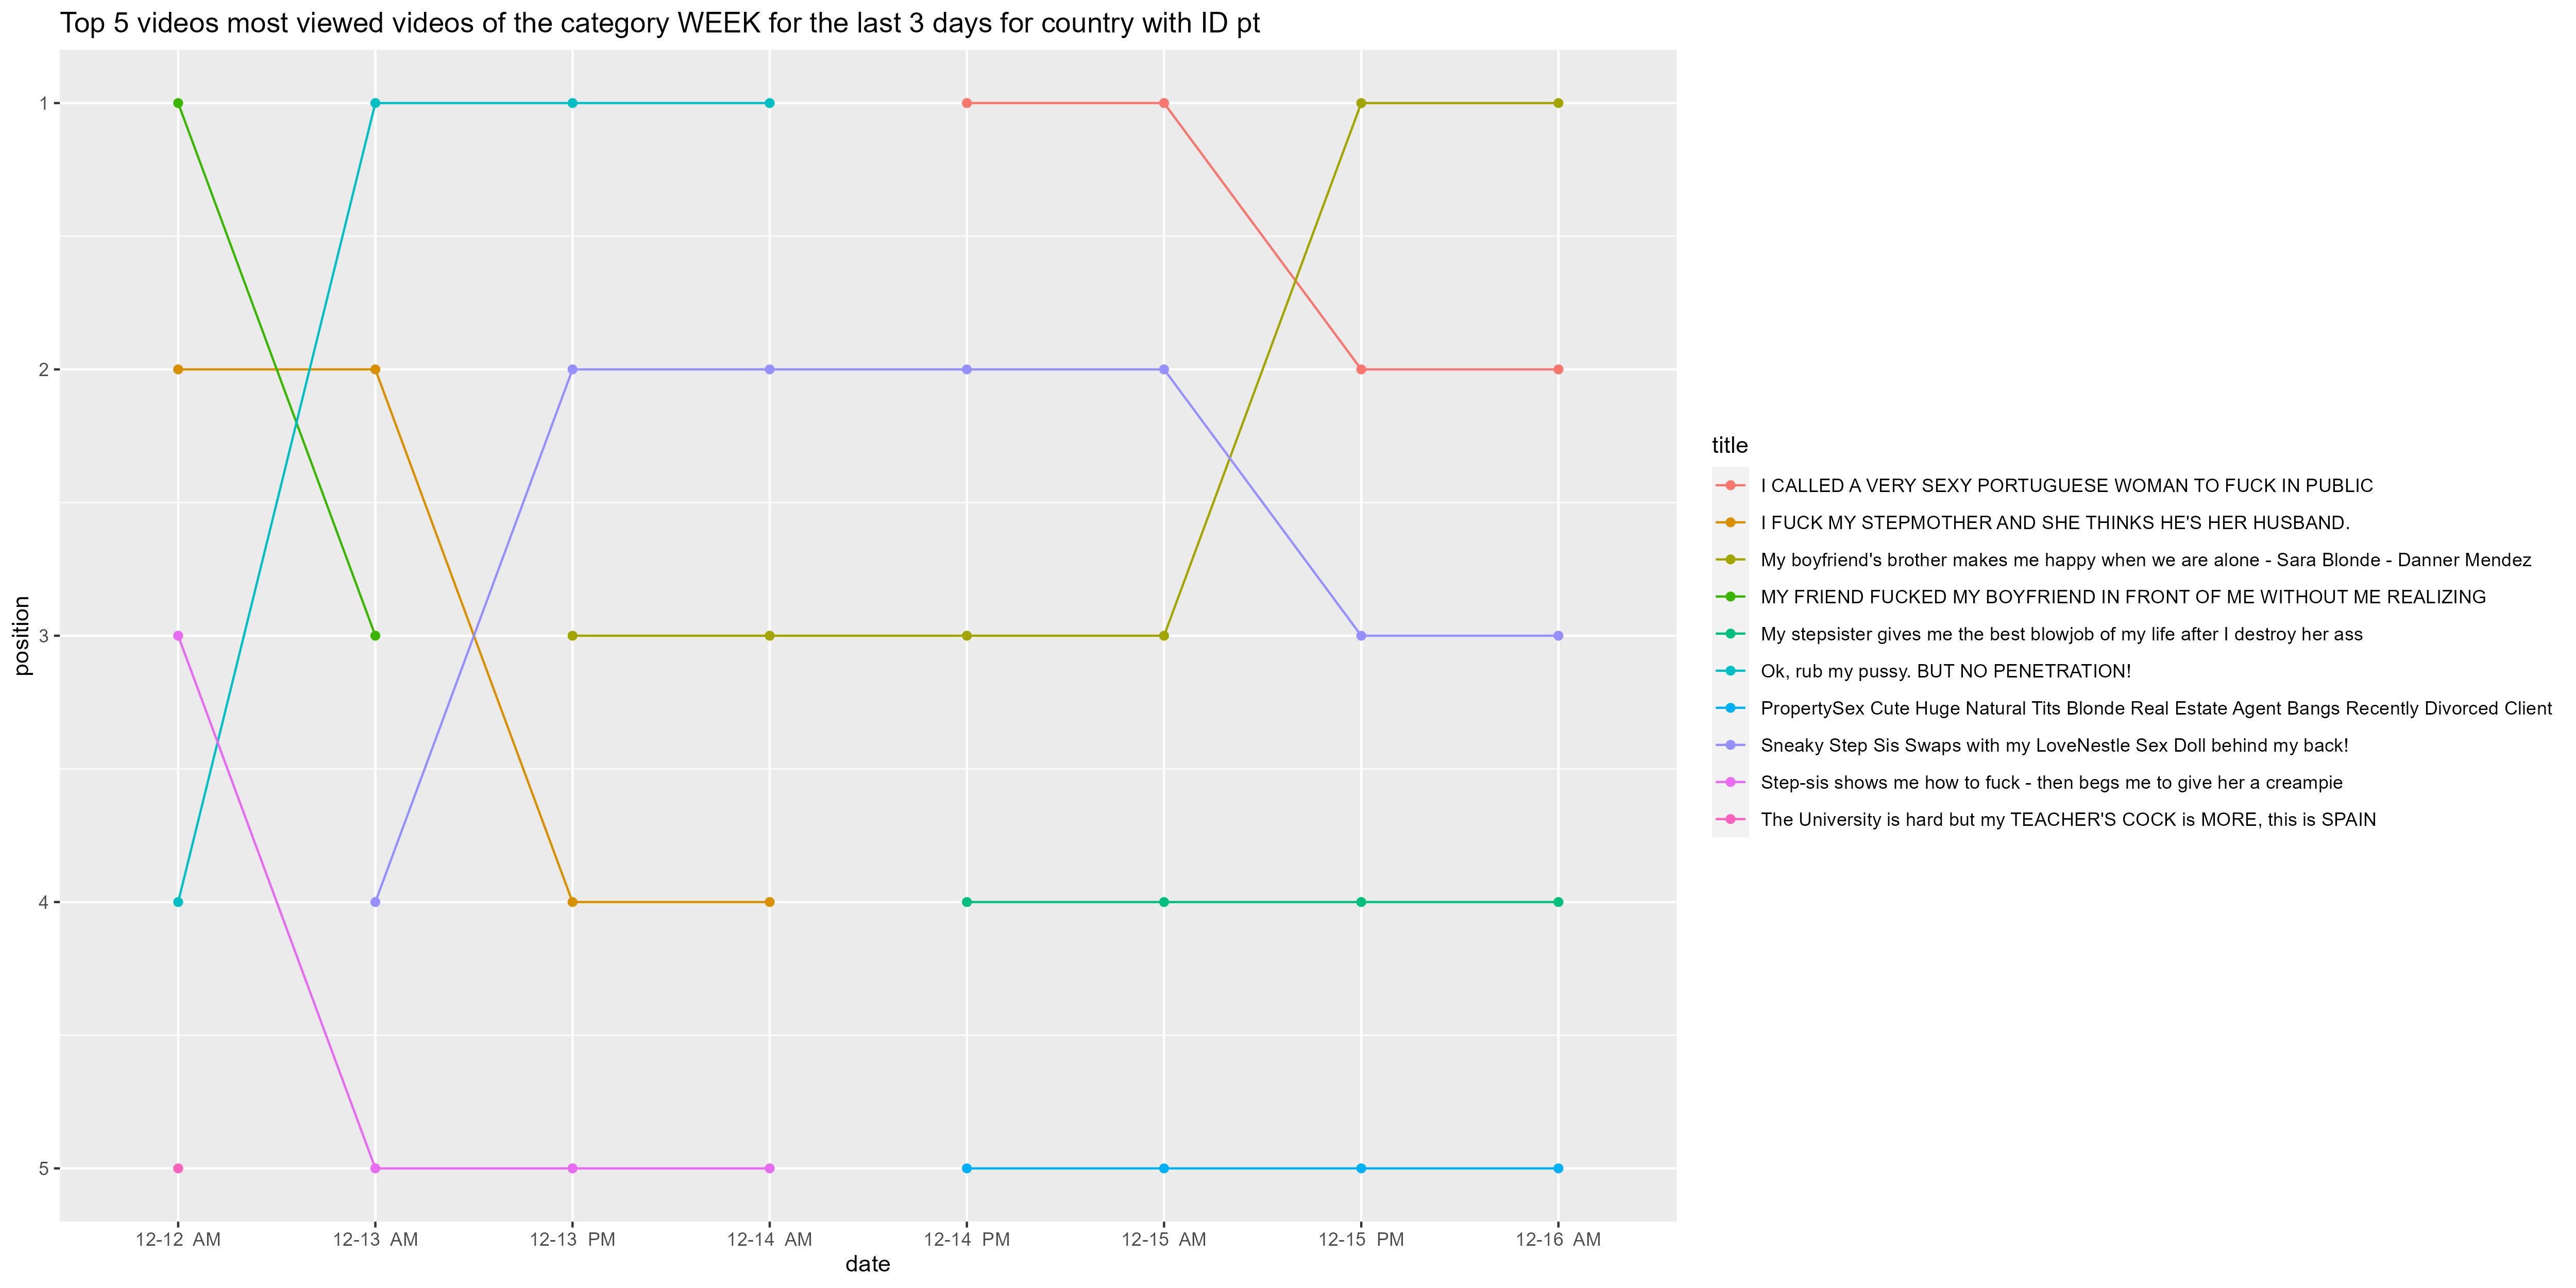 Top 5 videos most viewed videos of the category WEEK for the last 3 days for country with ID pt
position
1
2
3
4
5
12-12 AM
12-13 AM
12-13 PM
12-14 AM
12-14 PM
12-15 AM
12-15 PM
12-16 AM
date
title
I CALLED A VERY SEXY PORTUGUESE WOMAN TO FUCK IN PUBLIC
I FUCK MY STEPMOTHER AND SHE THINKS HE'S HER HUSBAND.
My boyfriend's brother makes me happy when we are alone - Sara Blonde - Danner Mendez
MY FRIEND FUCKED MY BOYFRIEND IN FRONT OF ME WITHOUT ME REALIZING
My stepsister gives me the best blowjob of my life after I destroy her ass
Ok, rub my pussy. BUT NO PENETRATION!
PropertySex Cute Huge Natural Tits Blonde Real Estate Agent Bangs Recently Divorced Client
Sneaky Step Sis Swaps with my LoveNestle Sex Doll behind my back!
Step-sis shows me how to fuck - then begs me to give her a creampie
The University is hard but my TEACHER'S COCK is MORE, this is SPAIN